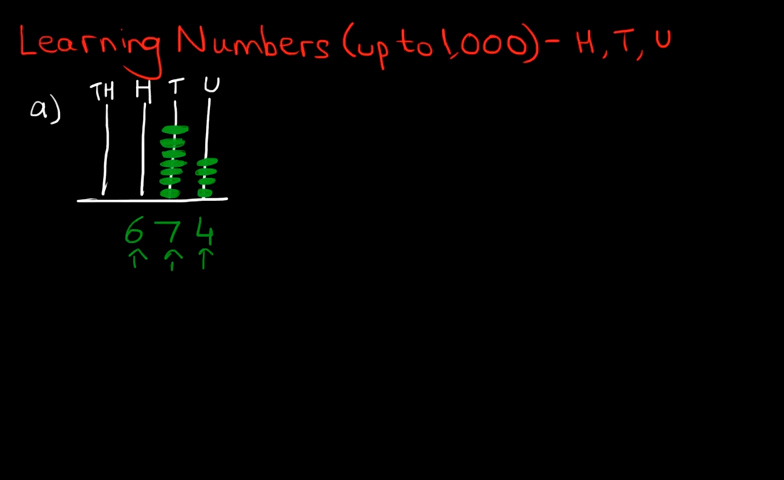 Learning Numbers (up to 1,000) - H, T, U
a) TH H T U
6 7 4